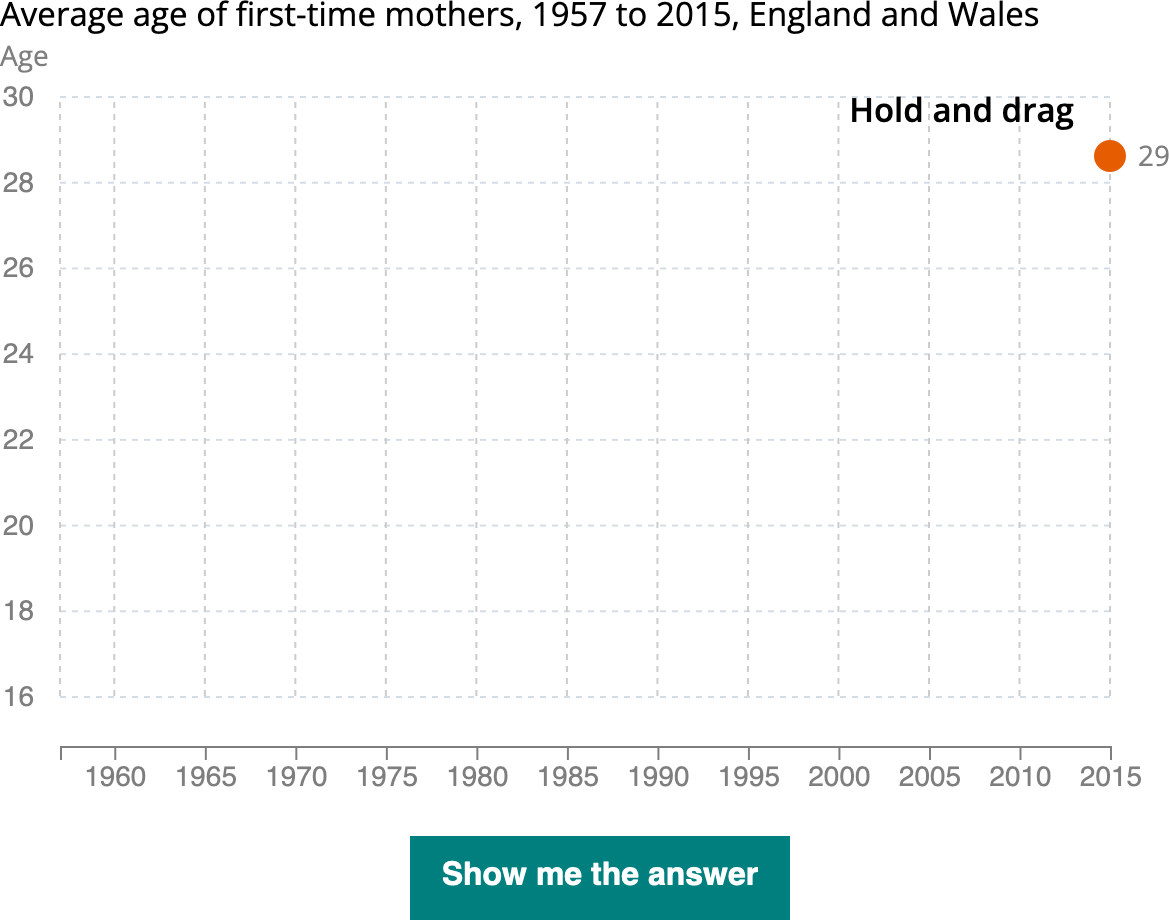 Average age of first-time mothers, 1957 to 2015, England and Wales
Age
30
Hold and drag
29
28
26
24
22
20
18
16
1960 1965 1970 1975 1980 1985 1990 1995 2000 2005 2010 2015
Show me the answer